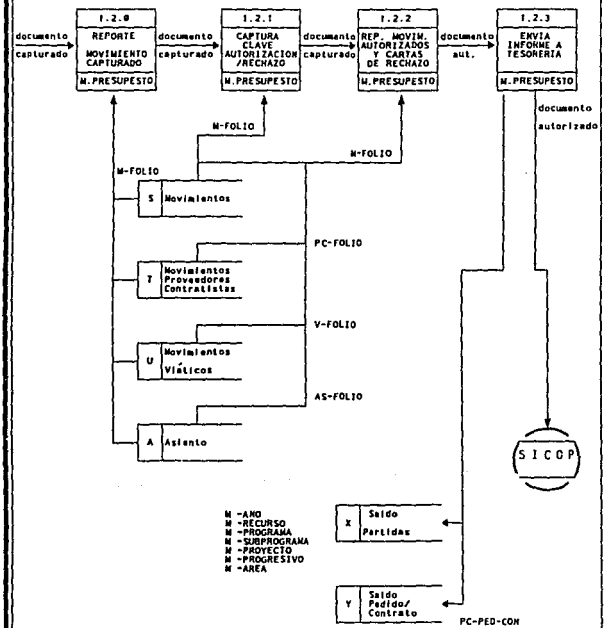 1.2.0
REPORTE
MOVIMIENTO
CAPTURADO
M.PRESUPESTO
1.2.1
CAPTURA
CLAVE
AUTORIZACION
/RECHAZO
M.PRESUPESTO
1.2.2
REP. MOVIM.
AUTORIZADOS
Y CARTAS
DE RECHAZO
M.PRESUPESTO
1.2.3
ENVIA
INFORME A
TESORERIA
M.PRESUPESTO
documento
capturado
documento
capturado
documento
capturado
documento
aut.
documento
autorizado
M-FOLIO
M-FOLIO
M-FOLIO
S Movimientos
PC-FOLIO
T Movimientos
Proveedores
Contratistas
V-FOLIO
U Movimientos
Viáticos
AS-FOLIO
A Asiento
SICOP
M -ANO
M -RECURSO
M -PROGRAMA
M -SUBPROGRAMA
M -PROYECTO
M -PROGRESIVO
M -AREA
X Saldo
Partidas
Y Saldo
Pedido/
Contrato
PC-PED-CON